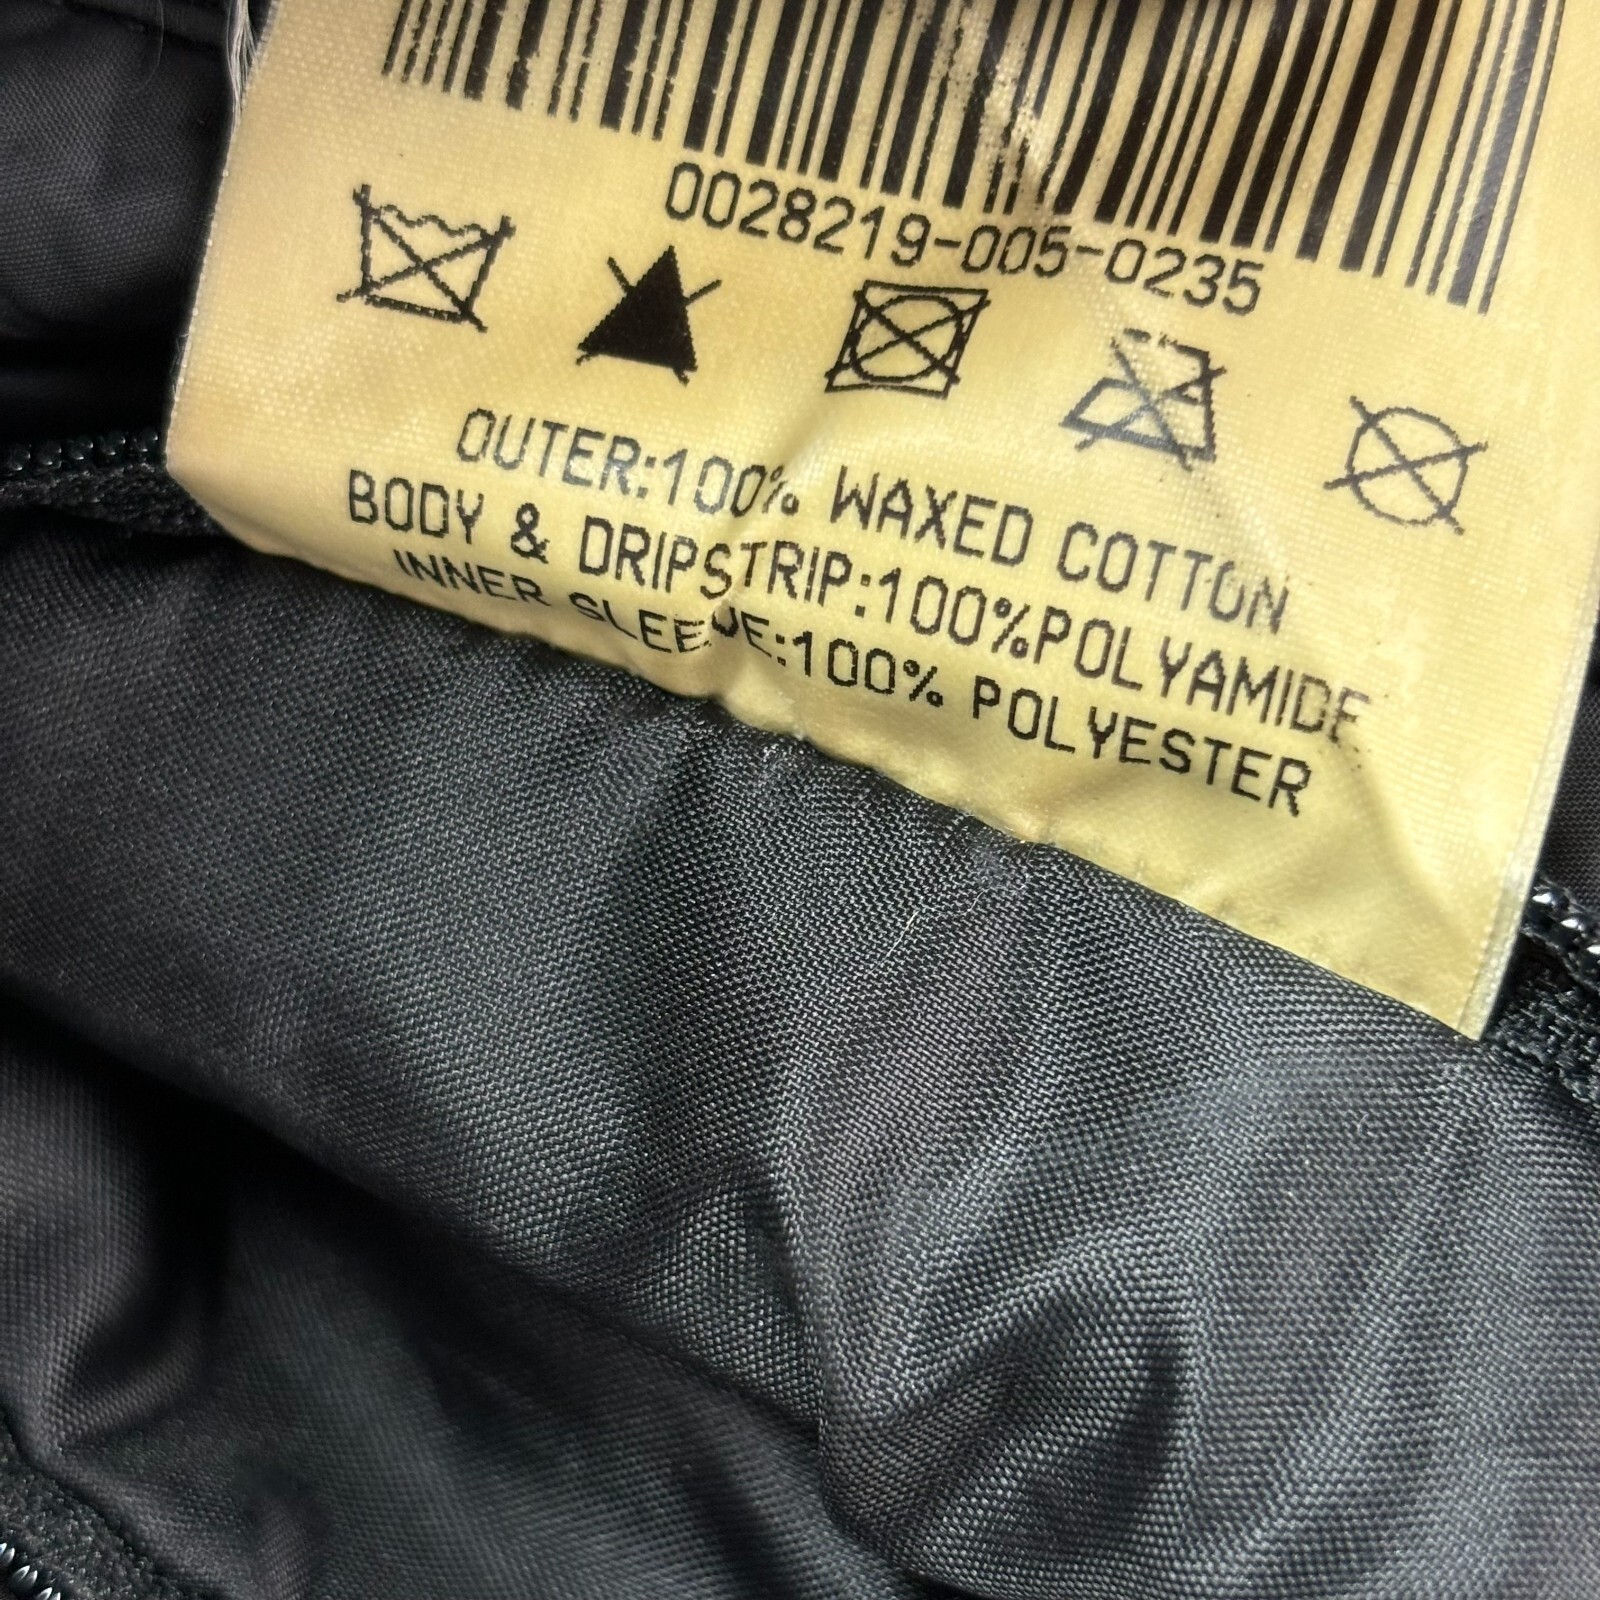 0028219-005-0235
OUTER:100% WAXED COTTON
BODY & DRIPSTRIP:100%POLYAMIDE
INNER SLEEVE:100% POLYESTER